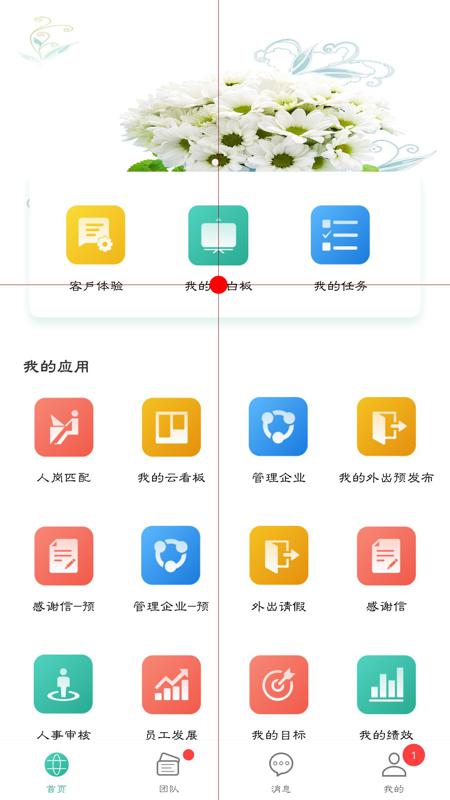 客戶体验
我的
白板
我的任务
我的应用
人岗匹配
我的云看板
管理企业
我的外出预发布
感谢信-预
管理企业-预
外出请假
感谢信
人事审核
员工发展
我的目标
我的绩效
1
首页
团队
消息
我的